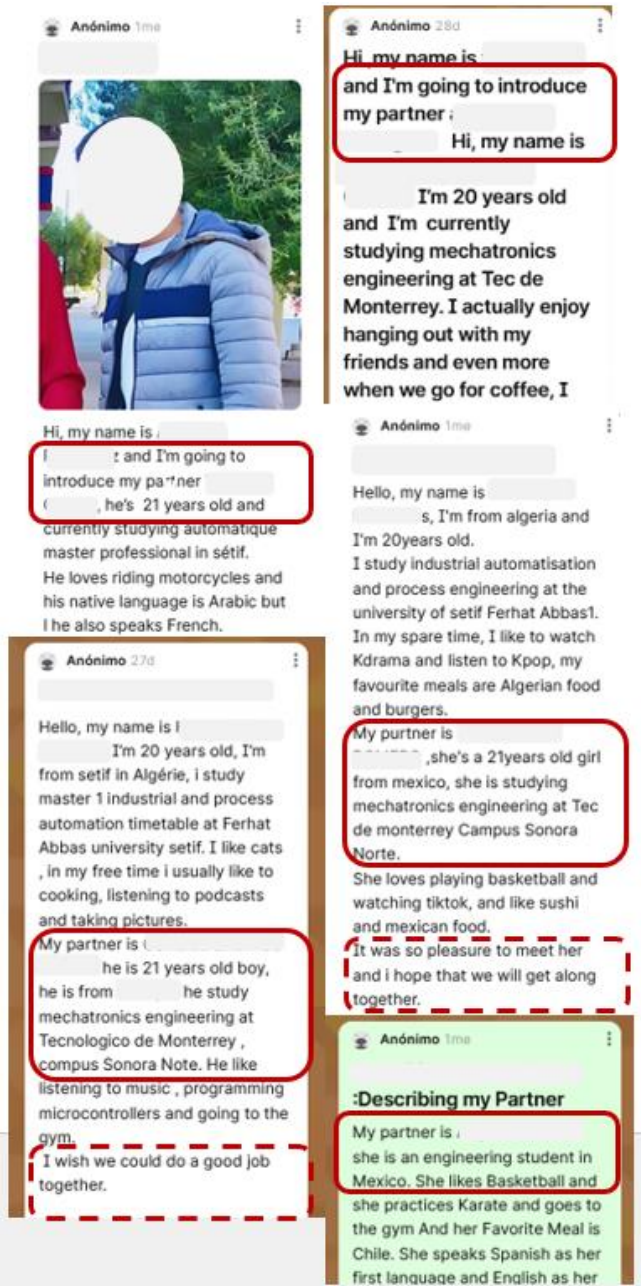 Anónimo 1me
Hi, my name is
and I'm going to
introduce my partner
, he's 21 years old and
currently studying automatique
master professional in sétif.
He loves riding motorcycles and
his native language is Arabic but
he also speaks French.
Anónimo 28d
Hi, my name is
and I'm going to introduce
my partner
Hi, my name is
I'm 20 years old
and I'm currently
studying mechatronics
engineering at Tec de
Monterrey. I actually enjoy
hanging out with my
friends and even more
when we go for coffee, I
Anónimo 1me
Hello, my name is
s, I'm from algeria and
I'm 20years old.
I study industrial automatisation
and process engineering at the
university of setif Ferhat Abbas1.
In my spare time, I like to watch
Kdrama and listen to Kpop, my
favourite meals are Algerian food
and burgers.
My purtner is
,she's a 21years old girl
from mexico, she is studying
mechatronics engineering at Tec
de monterrey Campus Sonora
Norte.
She loves playing basketball and
watching tiktok, and like sushi
and mexican food.
It was so pleasure to meet her
and i hope that we will get along
together.
Anónimo 27d
Hello, my name is
I'm 20 years old, I'm
from setif in Algérie, i study
master 1 industrial and process
automation timetable at Ferhat
Abbas university setif. I like cats
, in my free time i usually like to
cooking, listening to podcasts
and taking pictures.
My partner is
he is 21 years old boy,
he is from he study
mechatronics engineering at
Tecnologico de Monterrey ,
compus Sonora Note. He like
listening to music , programming
microcontrollers and going to the
gym.
I wish we could do a good job
together.
Anónimo 1me
:Describing my Partner
My partner is
she is an engineering student in
Mexico. She likes Basketball and
she practices Karate and goes to
the gym And her Favorite Meal is
Chile. She speaks Spanish as her
first language and English as her